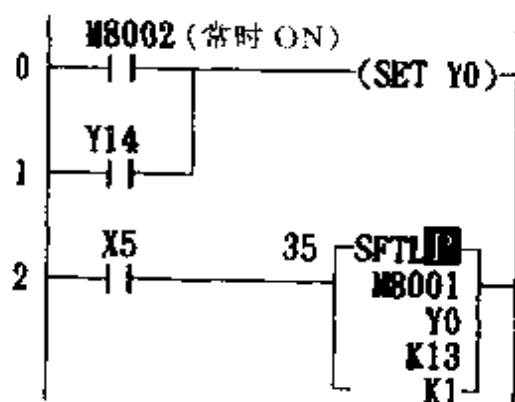 M8002 (常时 ON)
0 (SET Y0)
Y14
1
X5 35 SFTL P
2 M8001
Y0
K13
K1